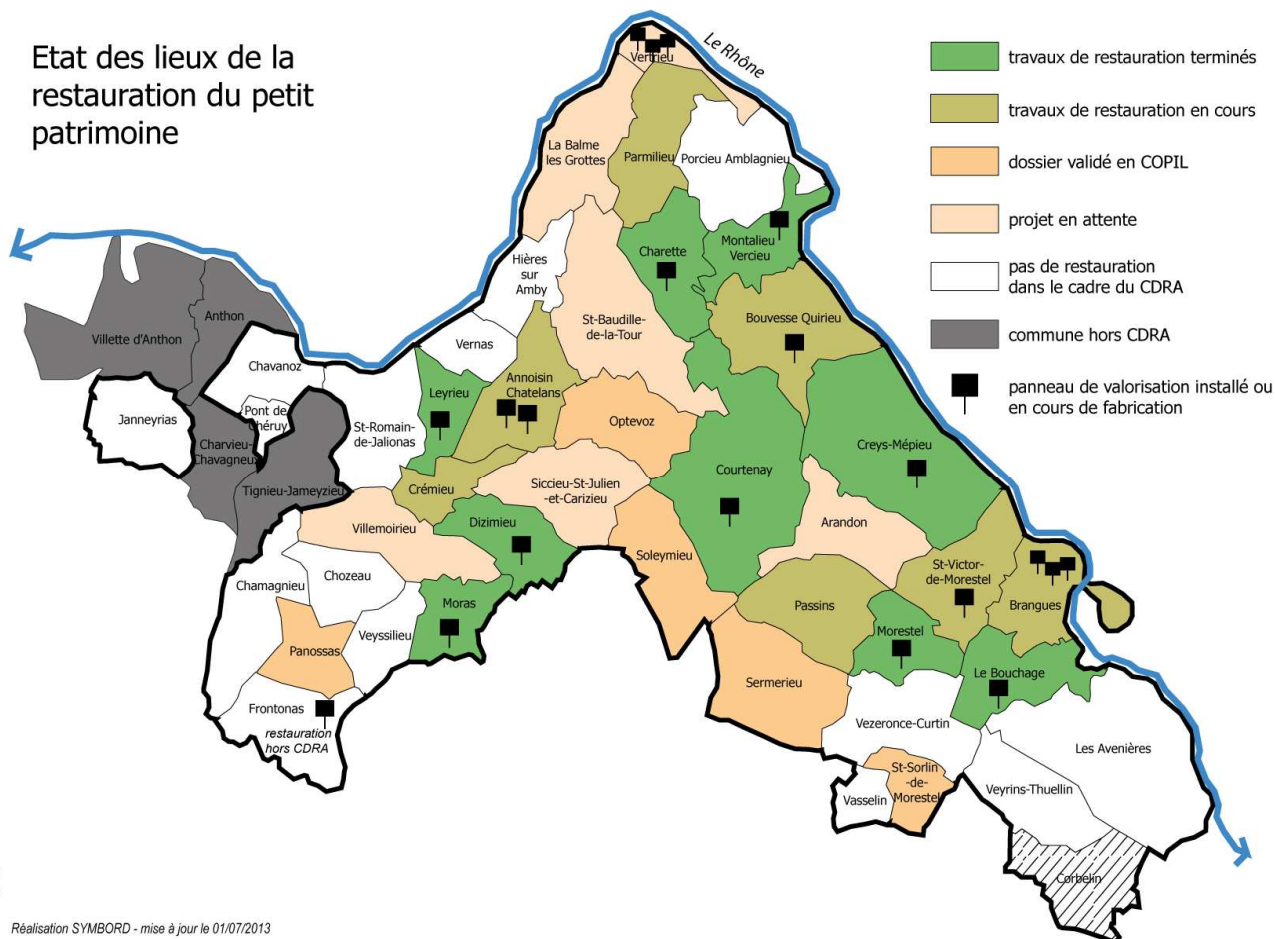 Etat des lieux de la
restauration du petit
patrimoine
Le Rhône
travaux de restauration terminés
travaux de restauration en cours
dossier validé en COPIL
projet en attente
pas de restauration
dans le cadre du CDRA
commune hors CDRA
panneau de valorisation installé ou
en cours de fabrication
Vertrieu
La Balme
les Grottes
Parmilieu
Porcieu Amblagnieu
Charette
Montalieu
Vercieu
Hières
sur
Amby
St-Baudille-
de-la-Tour
Bouvesse Quirieu
Anthon
Villette d'Anthon
Vernas
Chavanoz
Annoisin
Chatelans
Leyrieu
Optevoz
Janneyrias
Pont de
Chéruy
St-Romain-
de-Jalionas
Charvieu-
Chavagneux
Creys-Mépieu
Courtenay
Tignieu-Jameyzieu
Crémieu
Siccieu-St-Julien
-et-Carizieu
Villemoirieu
Dizimieu
Arandon
Soleymieu
St-Victor-
de-Morestel
Chamagnieu
Chozeau
Moras
Passins
Brangues
Veyssilieu
Morestel
Panossas
Le Bouchage
Sermerieu
Frontonas
restauration
hors CDRA
Vezeronce-Curtin
Les Avenières
St-Sorlin
-de-
Morestel
Vasselin
Veyrins-Thuellin
Corbelin
Réalisation SYMBORD - mise à jour le 01/07/2013